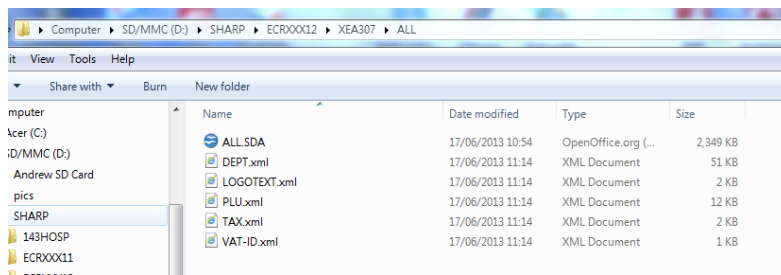 Computer SD/MMC (D:) SHARP ECRXXX12 XEA307 ALL
it View Tools Help
Share with Burn New folder
mputer
Acer (C:)
SD/MMC (D:)
Andrew SD Card
pics
SHARP
143HOSP
ECRXXX11
Name Date modified Type Size
ALL.SDA 17/06/2013 10:54 OpenOffice.org (... 2,349 KB
DEPT.xml 17/06/2013 11:14 XML Document 51 KB
LOGOTEXT.xml 17/06/2013 11:14 XML Document 2 KB
PLU.xml 17/06/2013 11:14 XML Document 12 KB
TAX.xml 17/06/2013 11:14 XML Document 2 KB
VAT-ID.xml 17/06/2013 11:14 XML Document 1 KB